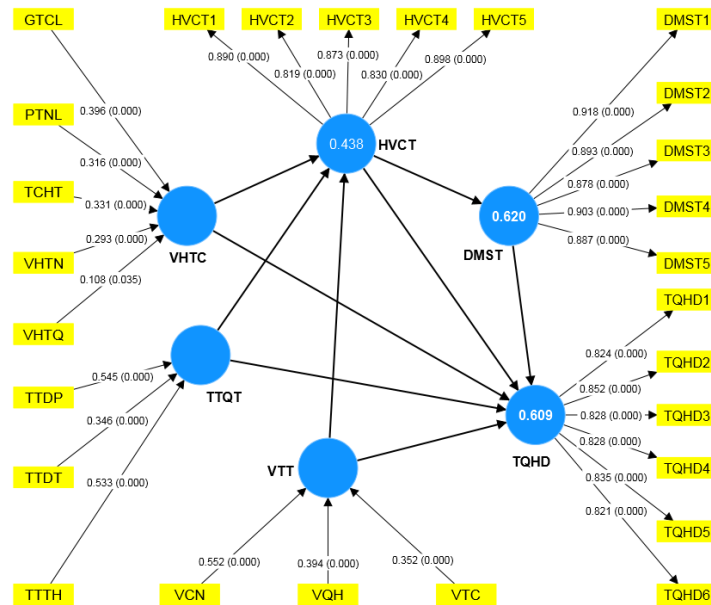 GTCL
HVCT1
HVCT2
HVCT3
HVCT4
HVCT5
DMST1
0.890 (0.000)
0.819 (0.000)
0.873 (0.000)
0.830 (0.000)
0.898 (0.000)
PTNL
0.396 (0.000)
DMST2
0.438
HVCT
0.918 (0.000)
0.893 (0.000)
DMST3
0.316 (0.000)
0.878 (0.000)
TCHT
0.331 (0.000)
0.903 (0.000)
DMST4
0.620
VHTC
DMST
0.887 (0.000)
DMST5
VHTN
0.293 (0.000)
0.108 (0.035)
TQHD1
VHTQ
0.824 (0.000)
TQHD2
0.852 (0.000)
TTDP
0.545 (0.000)
TTQT
0.609
TQHD
0.828 (0.000)
TQHD3
0.346 (0.000)
0.828 (0.000)
TQHD4
TTDT
VTT
0.835 (0.000)
0.533 (0.000)
0.821 (0.000)
TQHD5
0.552 (0.000)
0.394 (0.000)
0.352 (0.000)
TTTH
VCN
VQH
VTC
TQHD6